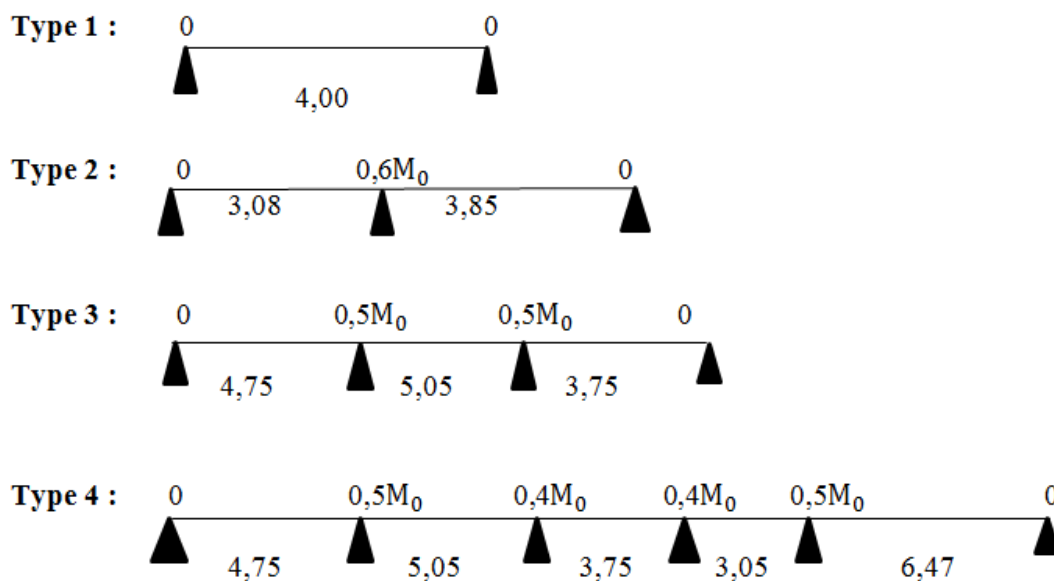 Type 1 : 0 0
4,00
Type 2 : 0 0,6M₀ 0
3,08 3,85
Type 3 : 0 0,5M₀ 0,5M₀ 0
4,75 5,05 3,75
Type 4 : 0 0,5M₀ 0,4M₀ 0,4M₀ 0,5M₀ 0
4,75 5,05 3,75 3,05 6,47